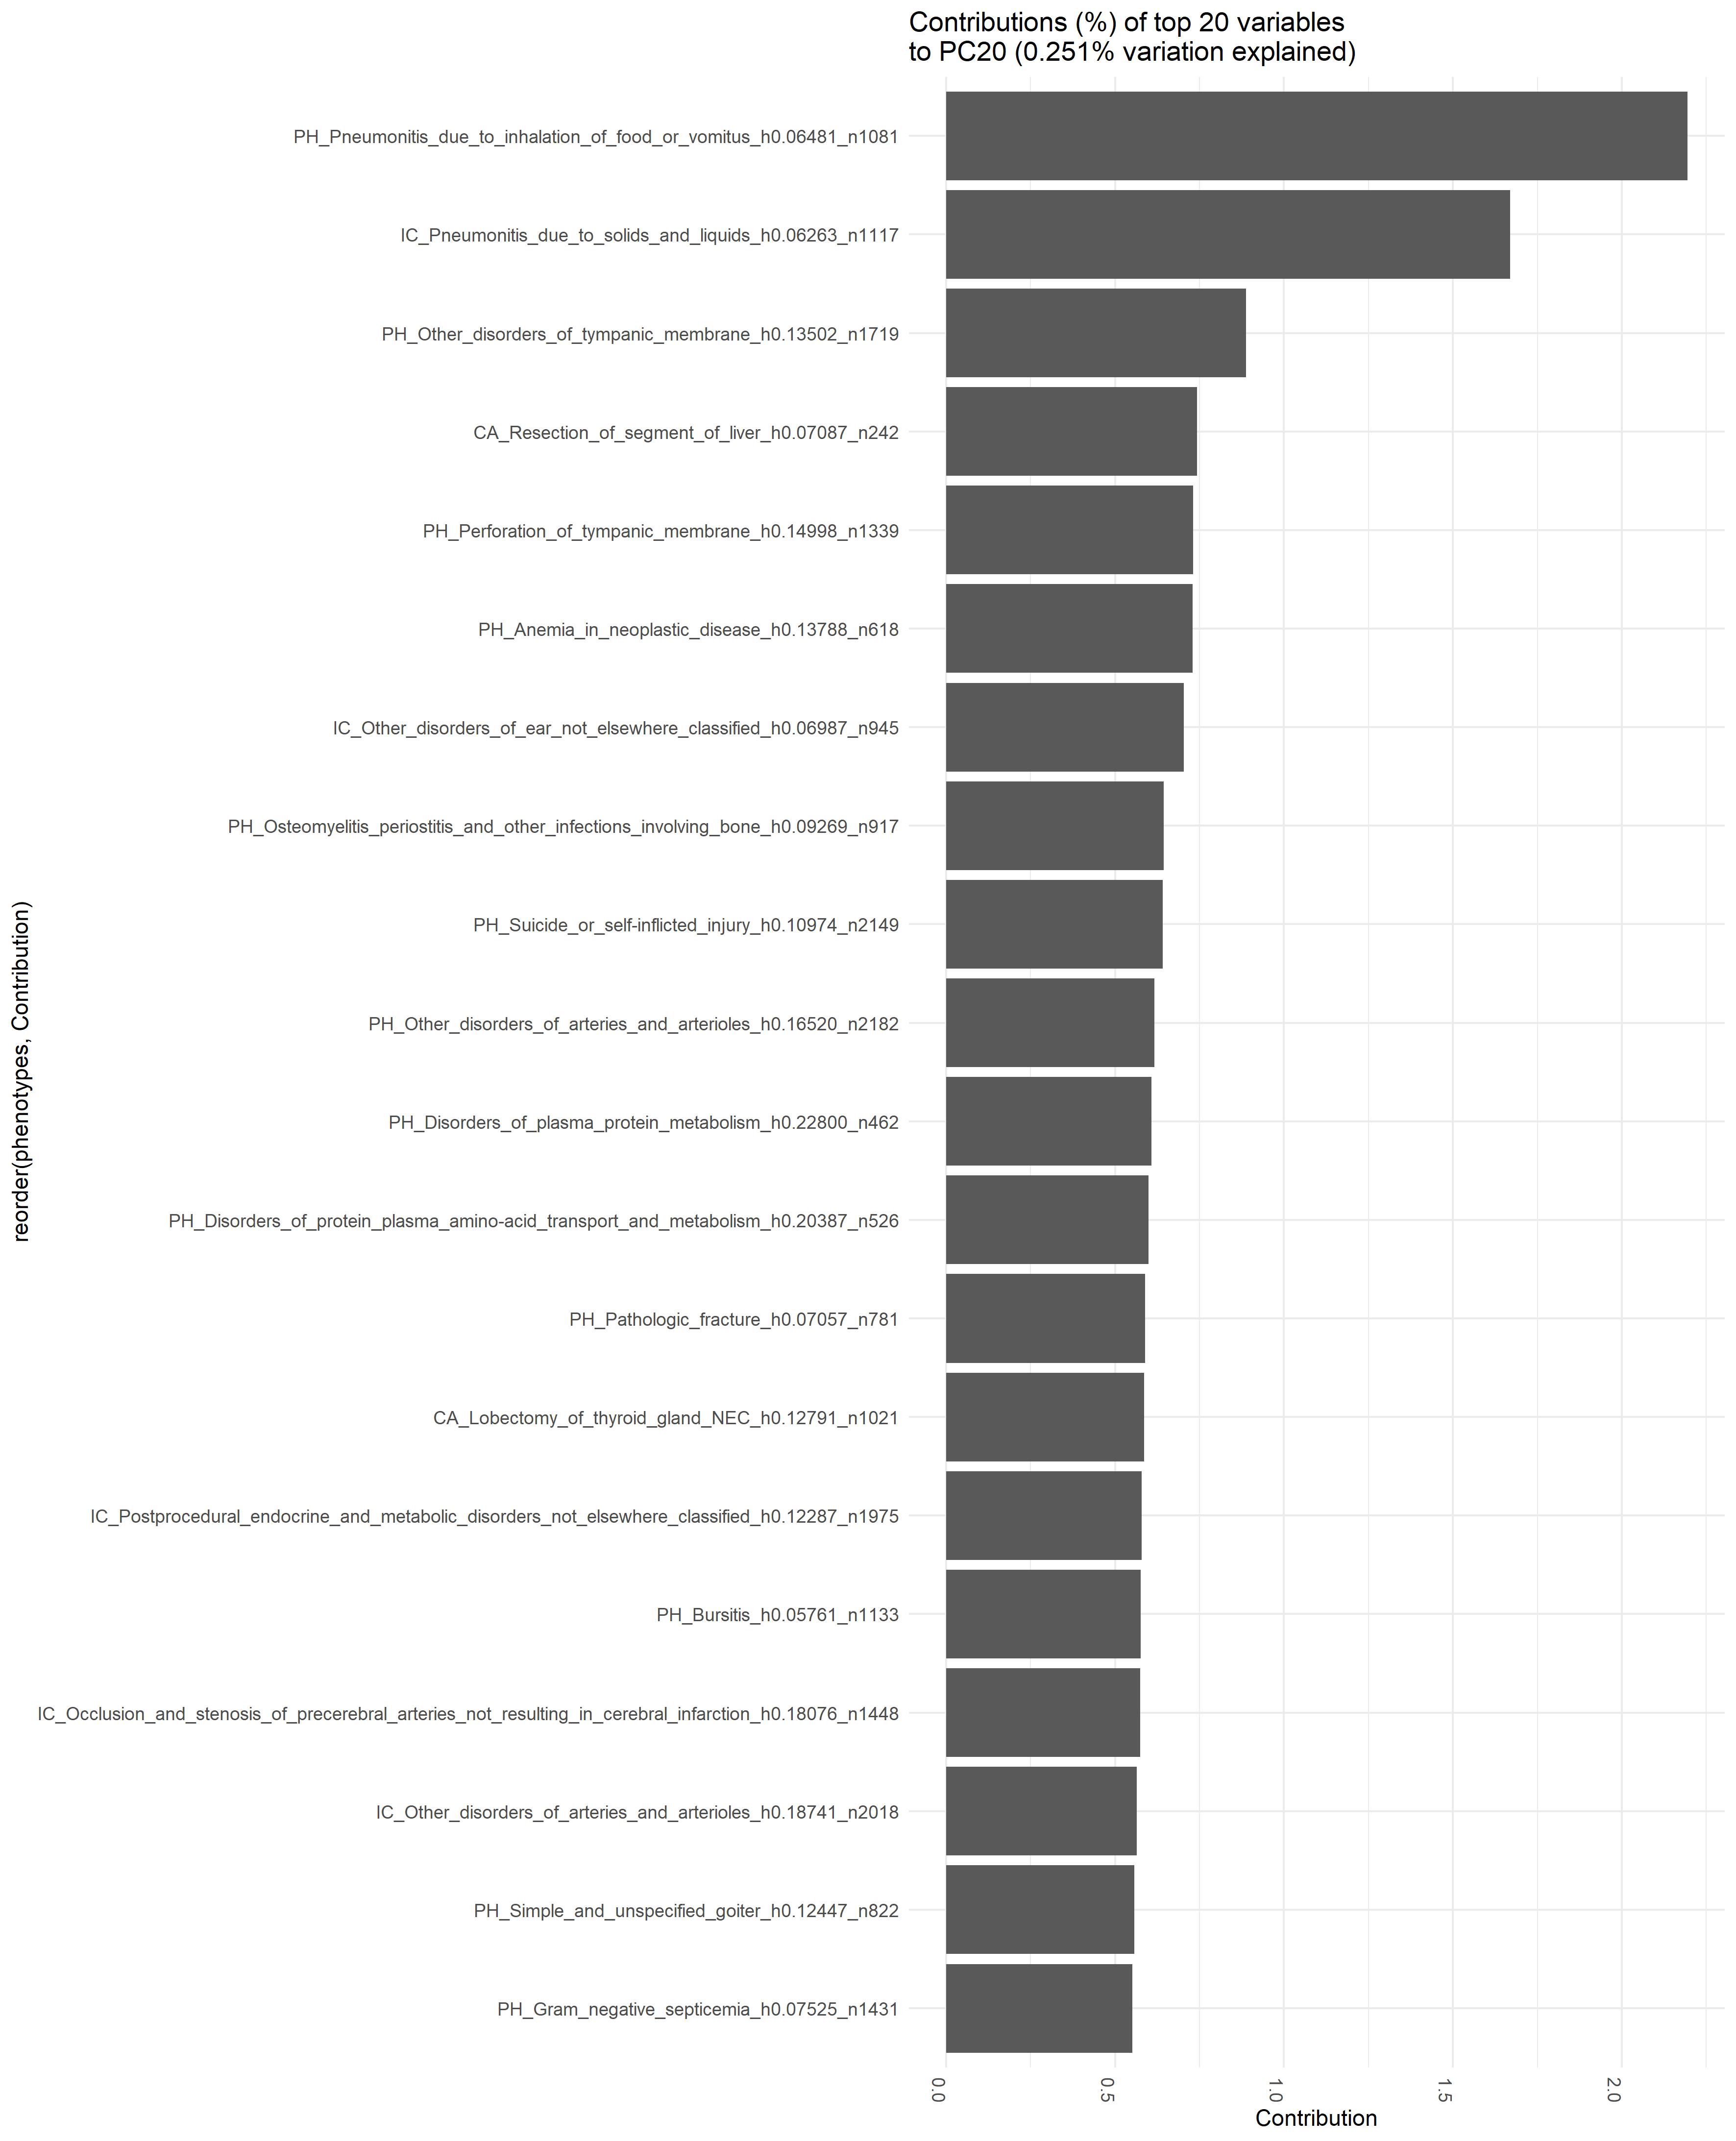 Contributions (%) of top 20 variables
to PC20 (0.251% variation explained)
PH_Pneumonitis_due_to_inhalation_of_food_or_vomitus_h0.06481_n1081
IC_Pneumonitis_due_to_solids_and_liquids_h0.06263_n1117
PH_Other_disorders_of_tympanic_membrane_h0.13502_n1719
CA_Resection_of_segment_of_liver_h0.07087_n242
PH_Perforation_of_tympanic_membrane_h0.14998_n1339
PH_Anemia_in_neoplastic_disease_h0.13788_n618
IC_Other_disorders_of_ear_not_elsewhere_classified_h0.06987_n945
PH_Osteomyelitis_periostitis_and_other_infections_involving_bone_h0.09269_n917
PH_Suicide_or_self-inflicted_injury_h0.10974_n2149
PH_Other_disorders_of_arteries_and_arterioles_h0.16520_n2182
PH_Disorders_of_plasma_protein_metabolism_h0.22800_n462
PH_Disorders_of_protein_plasma_amino-acid_transport_and_metabolism_h0.20387_n526
PH_Pathologic_fracture_h0.07057_n781
CA_Lobectomy_of_thyroid_gland_NEC_h0.12791_n1021
IC_Postprocedural_endocrine_and_metabolic_disorders_not_elsewhere_classified_h0.12287_n1975
PH_Bursitis_h0.05761_n1133
IC_Occlusion_and_stenosis_of_precerebral_arteries_not_resulting_in_cerebral_infarction_h0.18076_n1448
IC_Other_disorders_of_arteries_and_arterioles_h0.18741_n2018
PH_Simple_and_unspecified_goiter_h0.12447_n822
PH_Gram_negative_septicemia_h0.07525_n1431
reorder(phenotypes, Contribution)
0.0
0.5
1.0
1.5
2.0
Contribution